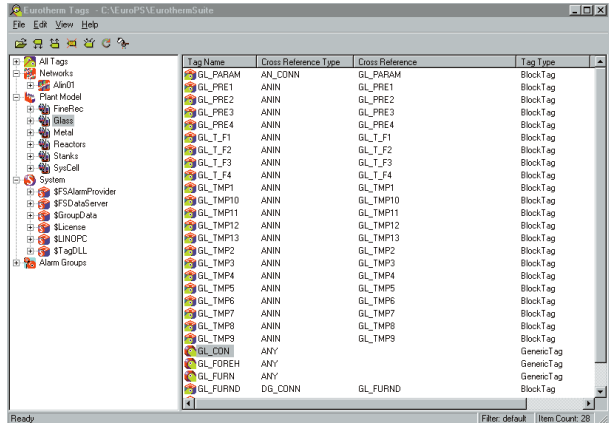 Eurotherm Tags - C:\EuroPS\EurothermSuite
File Edit View Help
All Tags
Networks
Alin01
Plant Model
FineRec
Glass
Metal
Reactors
Stanks
SysCell
System
$FSAlarmProvider
$FSDataServer
$GroupData
$License
$LINOPC
$TagDLL
Alarm Groups
Tag Name Cross Reference Type Cross Reference Tag Type
GL_PARAM AN_CONN GL_PARAM BlockTag
GL_PRE1 ANIN GL_PRE1 BlockTag
GL_PRE2 ANIN GL_PRE2 BlockTag
GL_PRE3 ANIN GL_PRE3 BlockTag
GL_PRE4 ANIN GL_PRE4 BlockTag
GL_T_F1 ANIN GL_T_F1 BlockTag
GL_T_F2 ANIN GL_T_F2 BlockTag
GL_T_F3 ANIN GL_T_F3 BlockTag
GL_T_F4 ANIN GL_T_F4 BlockTag
GL_TMP1 ANIN GL_TMP1 BlockTag
GL_TMP10 ANIN GL_TMP10 BlockTag
GL_TMP11 ANIN GL_TMP11 BlockTag
GL_TMP12 ANIN GL_TMP12 BlockTag
GL_TMP13 ANIN GL_TMP13 BlockTag
GL_TMP2 ANIN GL_TMP2 BlockTag
GL_TMP3 ANIN GL_TMP3 BlockTag
GL_TMP4 ANIN GL_TMP4 BlockTag
GL_TMP5 ANIN GL_TMP5 BlockTag
GL_TMP6 ANIN GL_TMP6 BlockTag
GL_TMP7 ANIN GL_TMP7 BlockTag
GL_TMP8 ANIN GL_TMP8 BlockTag
GL_TMP9 ANIN GL_TMP9 BlockTag
GL_CON ANY GenericTag
GL_FOREH ANY GenericTag
GL_FURN ANY GenericTag
GL_FURND DG_CONN GL_FURND BlockTag
Ready Filter: default Item Count: 28